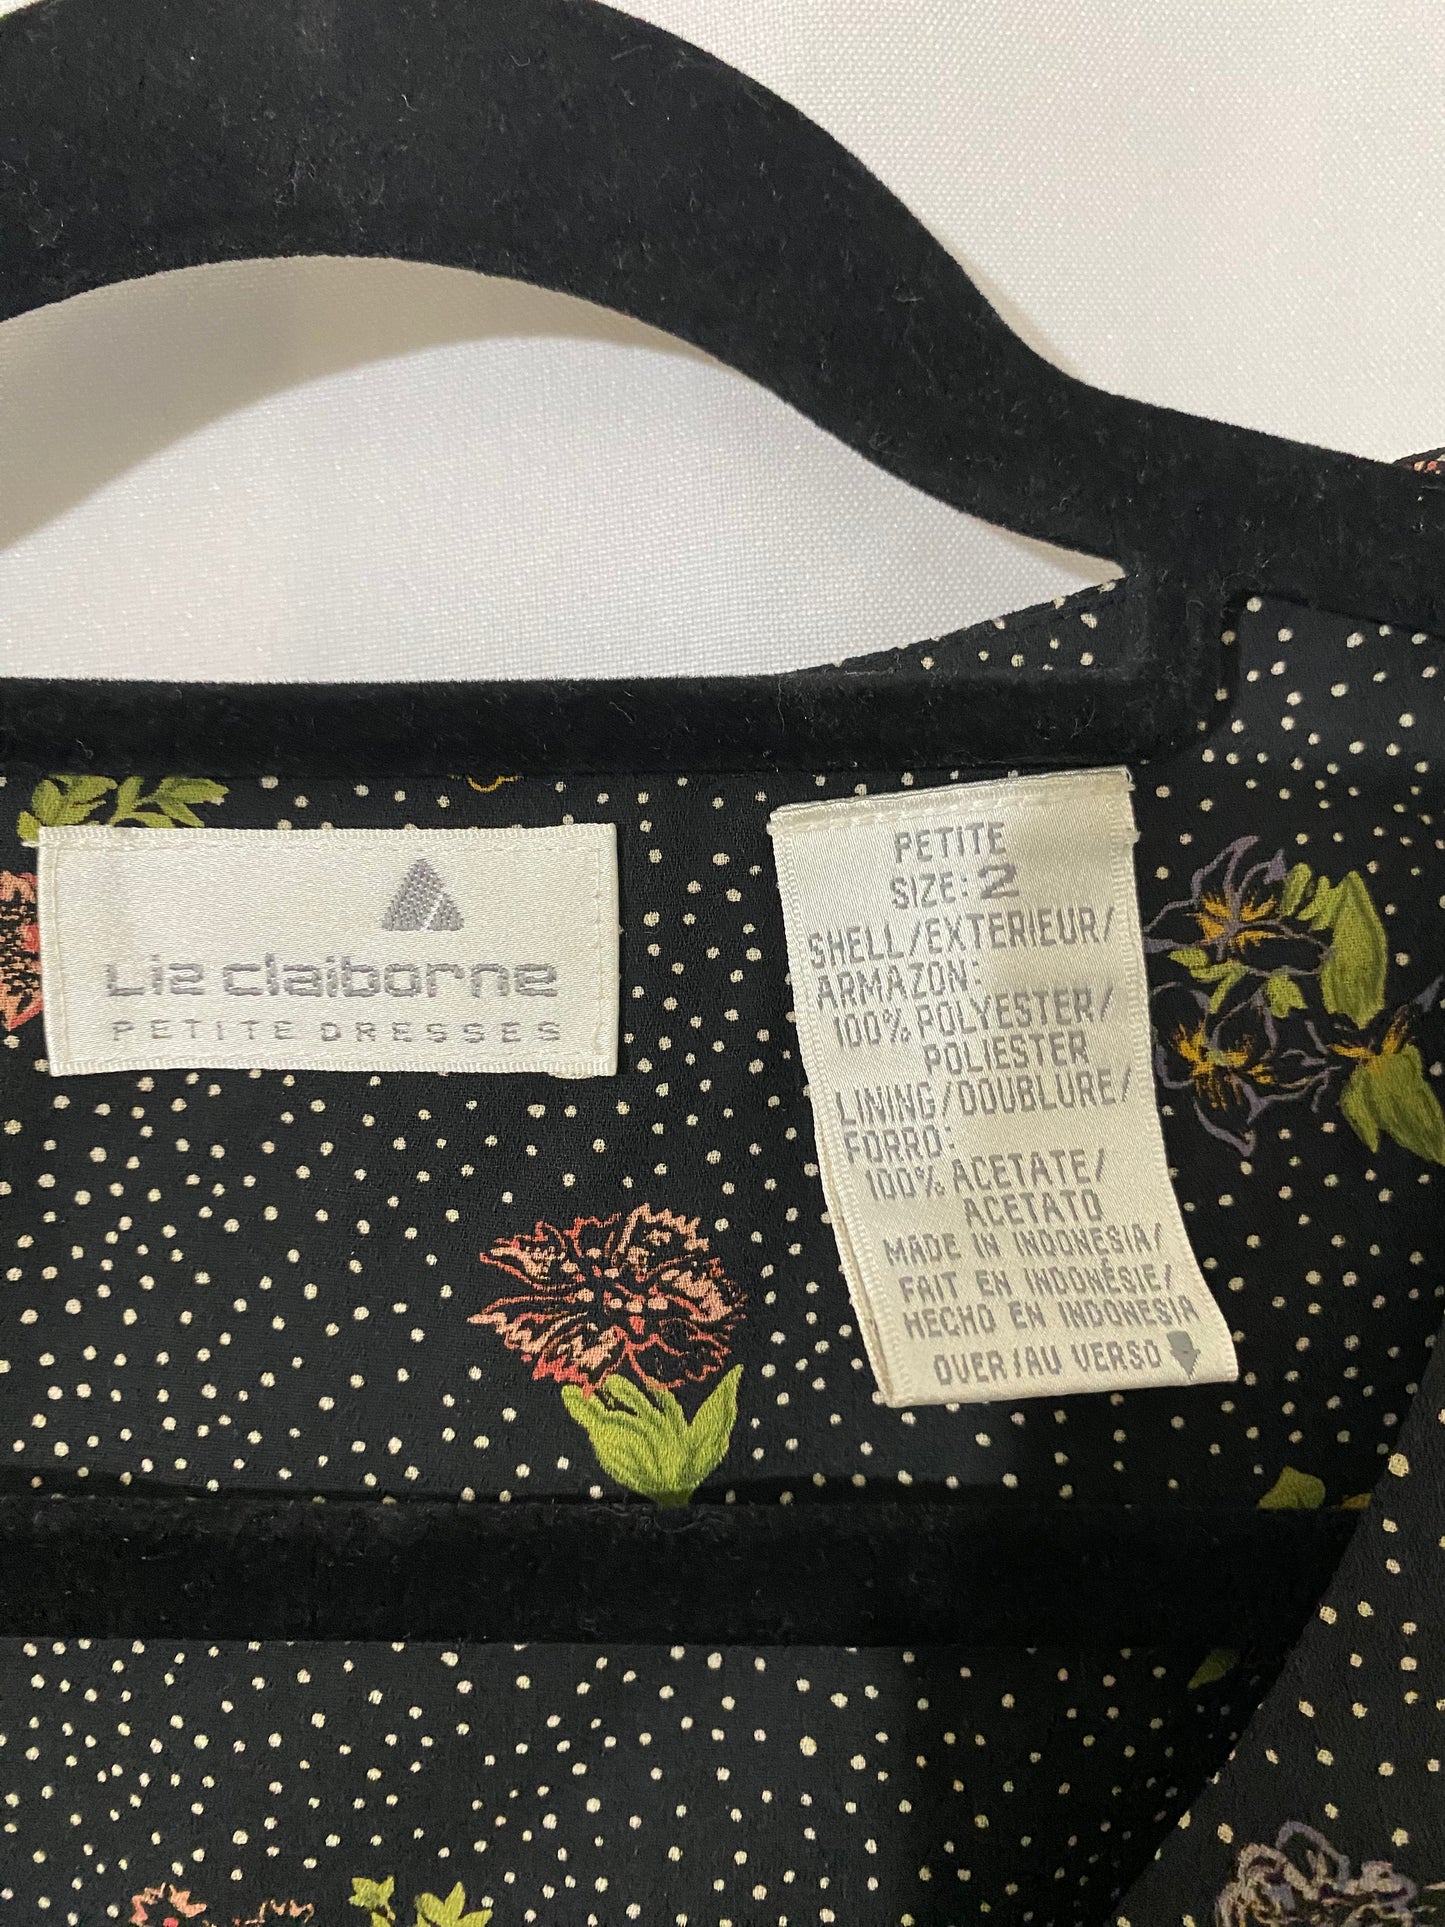 Liz claiborne
PETITE DRESSES
PETITE
SIZE: 2
SHELL/EXTERIEUR/
ARMAZON:
100% POLYESTER/
POLIESTER
LINING/DOUBLURE/
FORRO:
100% ACETATE/
ACETATO
MADE IN INDONESIA/
FAIT EN INDONÉSIE/
HECHO EN INDONESIA
OVER/AU VERSO